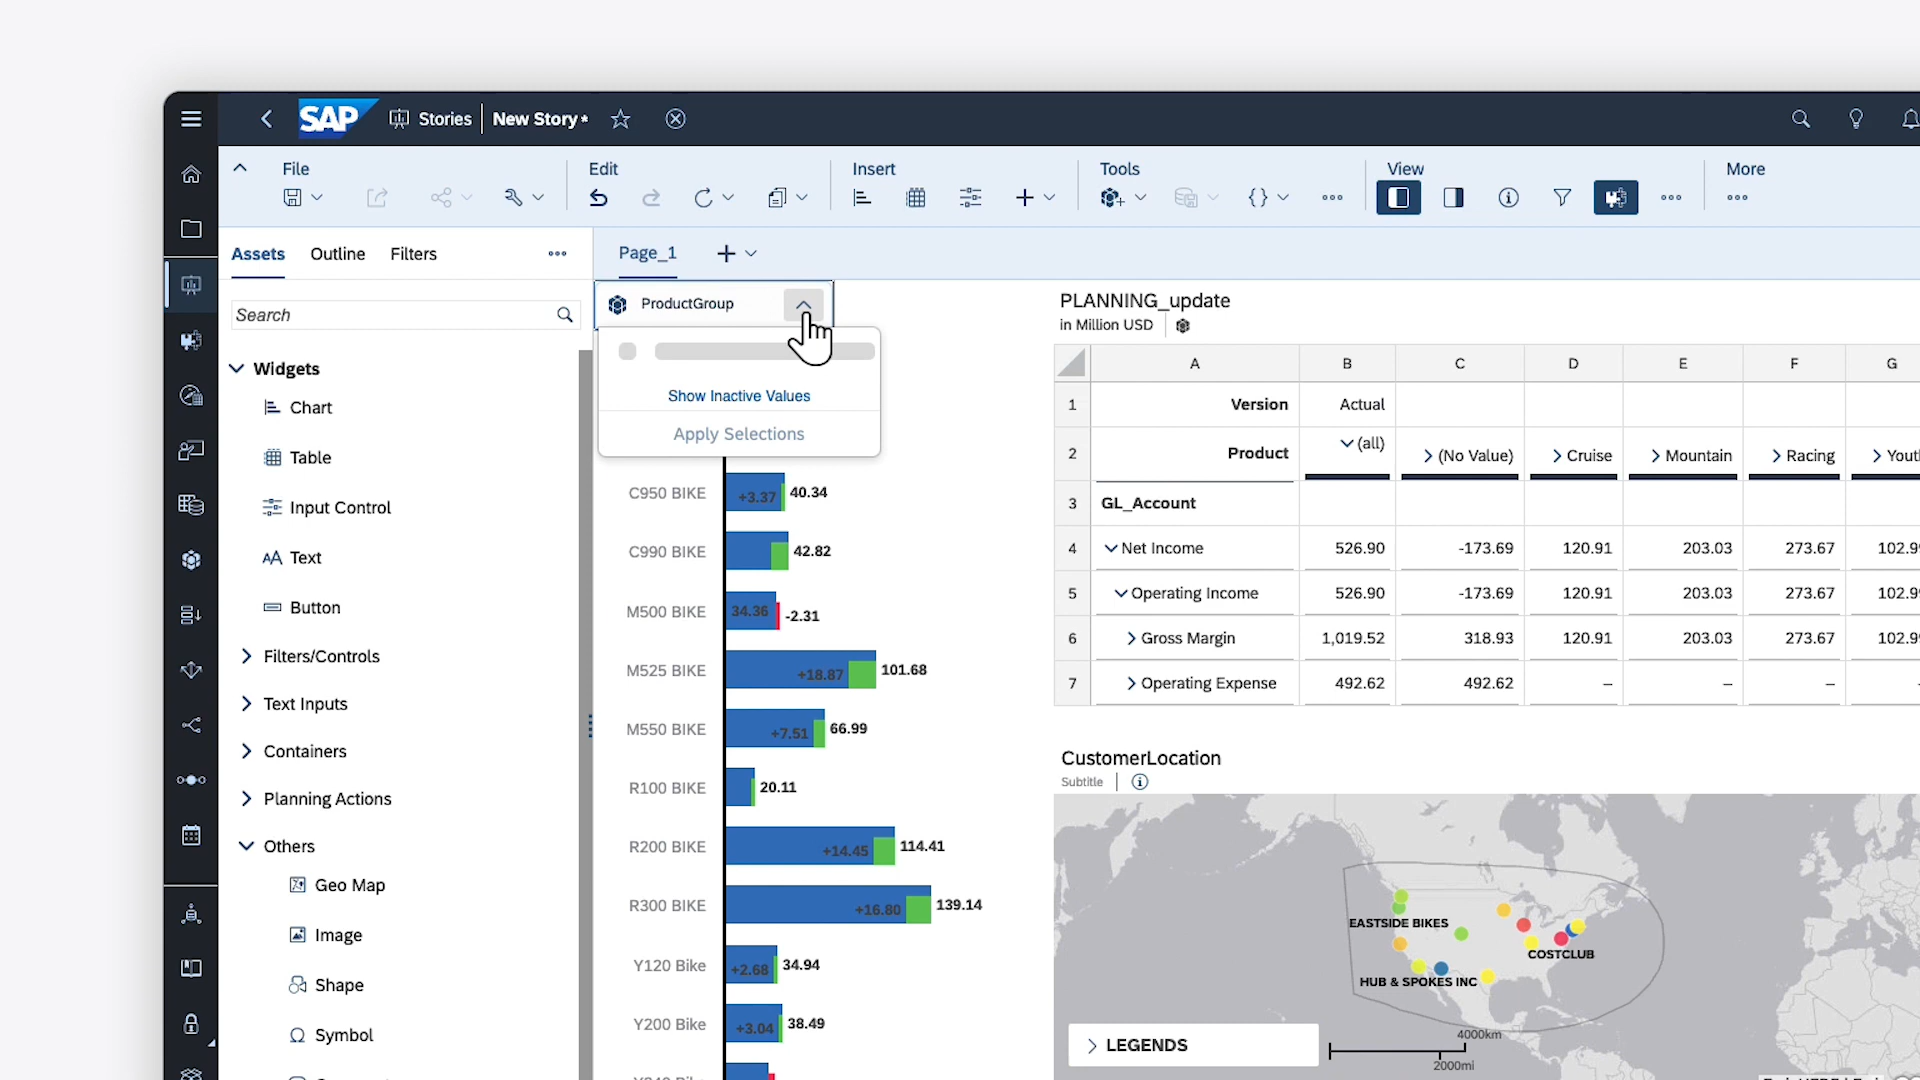 SAP Stories New Story *
File Edit Insert Tools View More
Assets Outline Filters
Page_1
Search
Widgets
Chart
Table
Input Control
AA Text
Button
Filters/Controls
Text Inputs
Containers
Planning Actions
Others
Geo Map
Image
Shape
Symbol
ProductGroup
Show Inactive Values
Apply Selections
C950 BIKE +3.37 40.34
C990 BIKE 42.82
M500 BIKE 34.36 -2.31
M525 BIKE +18.87 101.68
M550 BIKE +7.51 66.99
R100 BIKE 20.11
R200 BIKE +14.45 114.41
R300 BIKE +16.80 139.14
Y120 Bike +2.68 34.94
Y200 Bike +3.04 38.49
PLANNING_update
in Million USD
A B C D E F G
1 Version Actual
2 Product (all) (No Value) Cruise Mountain Racing Yout
3 GL_Account
4 Net Income 526.90 -173.69 120.91 203.03 273.67 102.9
5 Operating Income 526.90 -173.69 120.91 203.03 273.67 102.9
6 Gross Margin 1,019.52 318.93 120.91 203.03 273.67 102.9
7 Operating Expense 492.62 492.62 – – – –
CustomerLocation
Subtitle
EASTSIDE BIKES
COSTCLUB
HUB & SPOKES INC
LEGENDS
4000km
2000mi